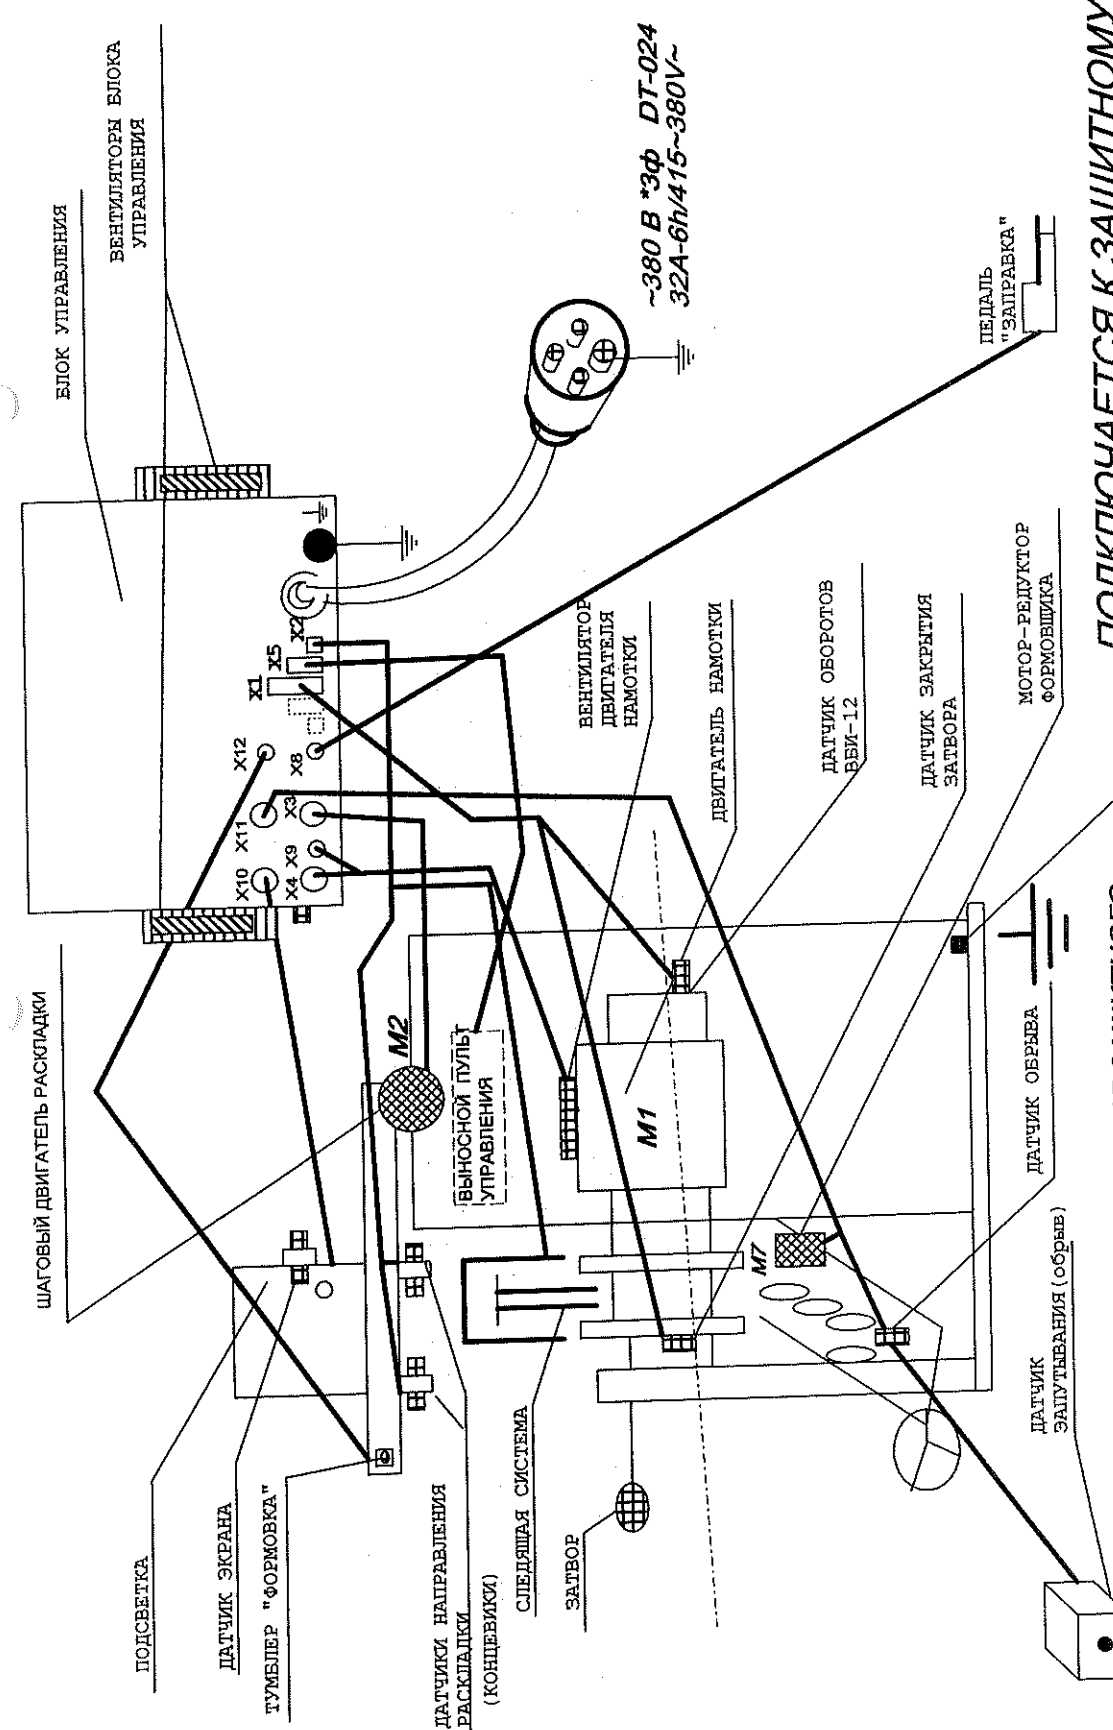 ШАГОВЫЙ ДВИГАТЕЛЬ РАСКЛАДКИ
БЛОК УПРАВЛЕНИЯ
ВЕНТИЛЯТОРЫ БЛОКА
УПРАВЛЕНИЯ
ПОДСВЕТКА
ДАТЧИК ЭКРАНА
ТУМБЛЕР "ФОРМОВКА"
ДАТЧИКИ НАПРАВЛЕНИЯ
РАСКЛАДКИ
(КОНЦЕВИКИ)
СЛЕДЯЩАЯ СИСТЕМА
ЗАТВОР
X10
X11
X12
X4
X9
X3
X8
X1
X5
X2
M2
ВЫНОСНОЙ ПУЛЬТ
УПРАВЛЕНИЯ
M1
M7
~380 В *3ф DT-024
32A-6h/415~380V~
ВЕНТИЛЯТОР
ДВИГАТЕЛЯ
НАМОТКИ
ДВИГАТЕЛЬ НАМОТКИ
ДАТЧИК ОБОРОТОВ
ВБИ-12
ДАТЧИК ЗАКРЫТИЯ
ЗАТВОРА
МОТОР-РЕДУКТОР
ФОРМОВЩИКА
ПЕДАЛЬ
"ЗАПРАВКА"
ДАТЧИК ОБРЫВА
ДАТЧИК
ЗАПУТЫВАНИЯ(обрыв)
ПОДКЛЮЧАЕТСЯ К ЗАЩИТНОМУ